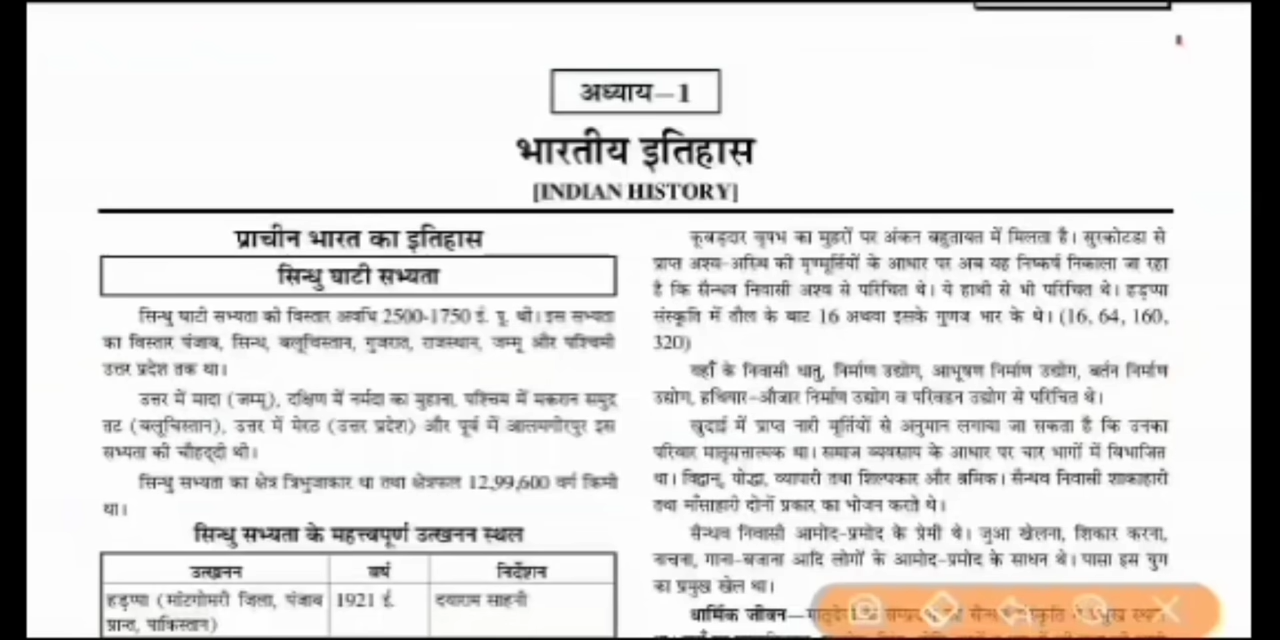 अध्याय–1
भारतीय इतिहास
[INDIAN HISTORY]
प्राचीन भारत का इतिहास
सिन्धु घाटी सभ्यता
सिन्धु घाटी सभ्यता की विस्तार अवधि 2500-1750 ई. पू. थी। इस सभ्यता
का विस्तार पंजाब, सिन्ध, बलूचिस्तान, गुजरात, राजस्थान, जम्मू और पश्चिमी
उत्तर प्रदेश तक था।
उत्तर में मादा (जम्मू), दक्षिण में नर्मदा का मुहाना, पश्चिम में मकरान समुद्र
तट (बलूचिस्तान), उत्तर में मेरठ (उत्तर प्रदेश) और पूर्व में आलमगीरपुर इस
सभ्यता की चौहद्दी थी।
सिन्धु सभ्यता का क्षेत्र त्रिभुजाकार था तथा क्षेत्रफल 12,99,600 वर्ग किमी
था।
सिन्धु सभ्यता के महत्त्वपूर्ण उत्खनन स्थल
उत्खनन वर्ष निर्देशन
हड़प्पा (मांटगोमरी जिला, पंजाब 1921 ई. दयाराम साहनी
प्रान्त, पाकिस्तान)
कूबड़दार वृषभ का मुहरों पर अंकन बहुतायत में मिलता है। सुरकोटडा से
प्राप्त अश्व-अस्थि की मृण्मूर्तियों के आधार पर अब यह निष्कर्ष निकाला जा रहा
है कि सैन्धव निवासी अश्व से परिचित थे। ये हाथी से भी परिचित थे। हड़प्पा
संस्कृति में तौल के बाट 16 अथवा इसके गुणज भार के थे। (16, 64, 160,
320)
वहाँ के निवासी धातु, निर्माण उद्योग, आभूषण निर्माण उद्योग, बर्तन निर्माण
उद्योग, हथियार-औजार निर्माण उद्योग व परिवहन उद्योग से परिचित थे।
खुदाई में प्राप्त नारी मूर्तियों से अनुमान लगाया जा सकता है कि उनका
परिवार मातृसत्तात्मक था। समाज व्यवसाय के आधार पर चार भागों में विभाजित
था। विद्वान्, योद्धा, व्यापारी तथा शिल्पकार और श्रमिक। सैन्धव निवासी शाकाहारी
तथा माँसाहारी दोनों प्रकार का भोजन करते थे।
सैन्धव निवासी आमोद-प्रमोद के प्रेमी थे। जुआ खेलना, शिकार करना,
नाचना, गाना-बजाना आदि लोगों के आमोद-प्रमोद के साधन थे। पासा इस युग
का प्रमुख खेल था।
धार्मिक जीवन—